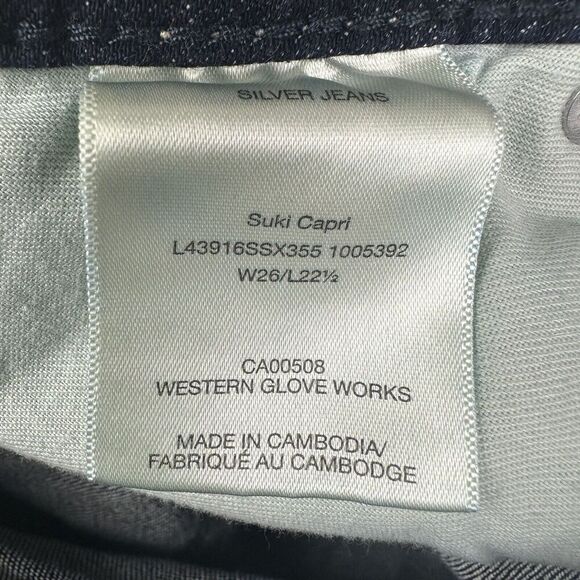 SILVER JEANS
Suki Capri
L43916SSX355 1005392
W26/L22½
CA00508
WESTERN GLOVE WORKS
MADE IN CAMBODIA/
FABRIQUÉ AU CAMBODGE